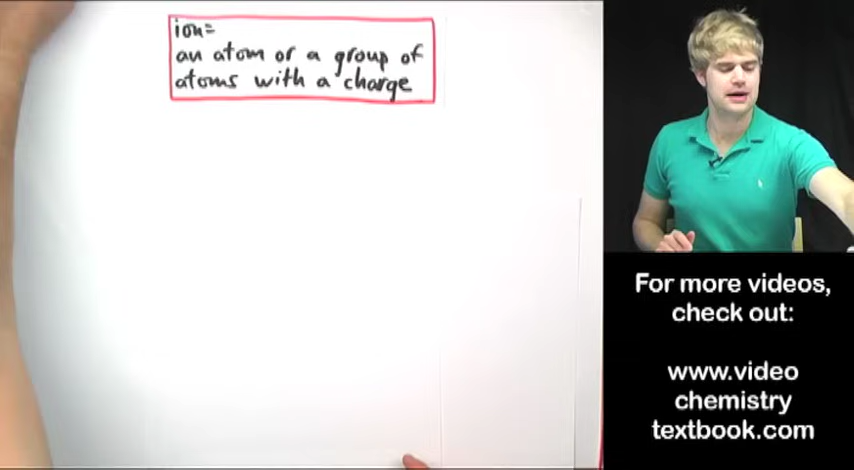 ion=
an atom or a group of
atoms with a charge
For more videos,
check out:
www.video
chemistry
textbook.com